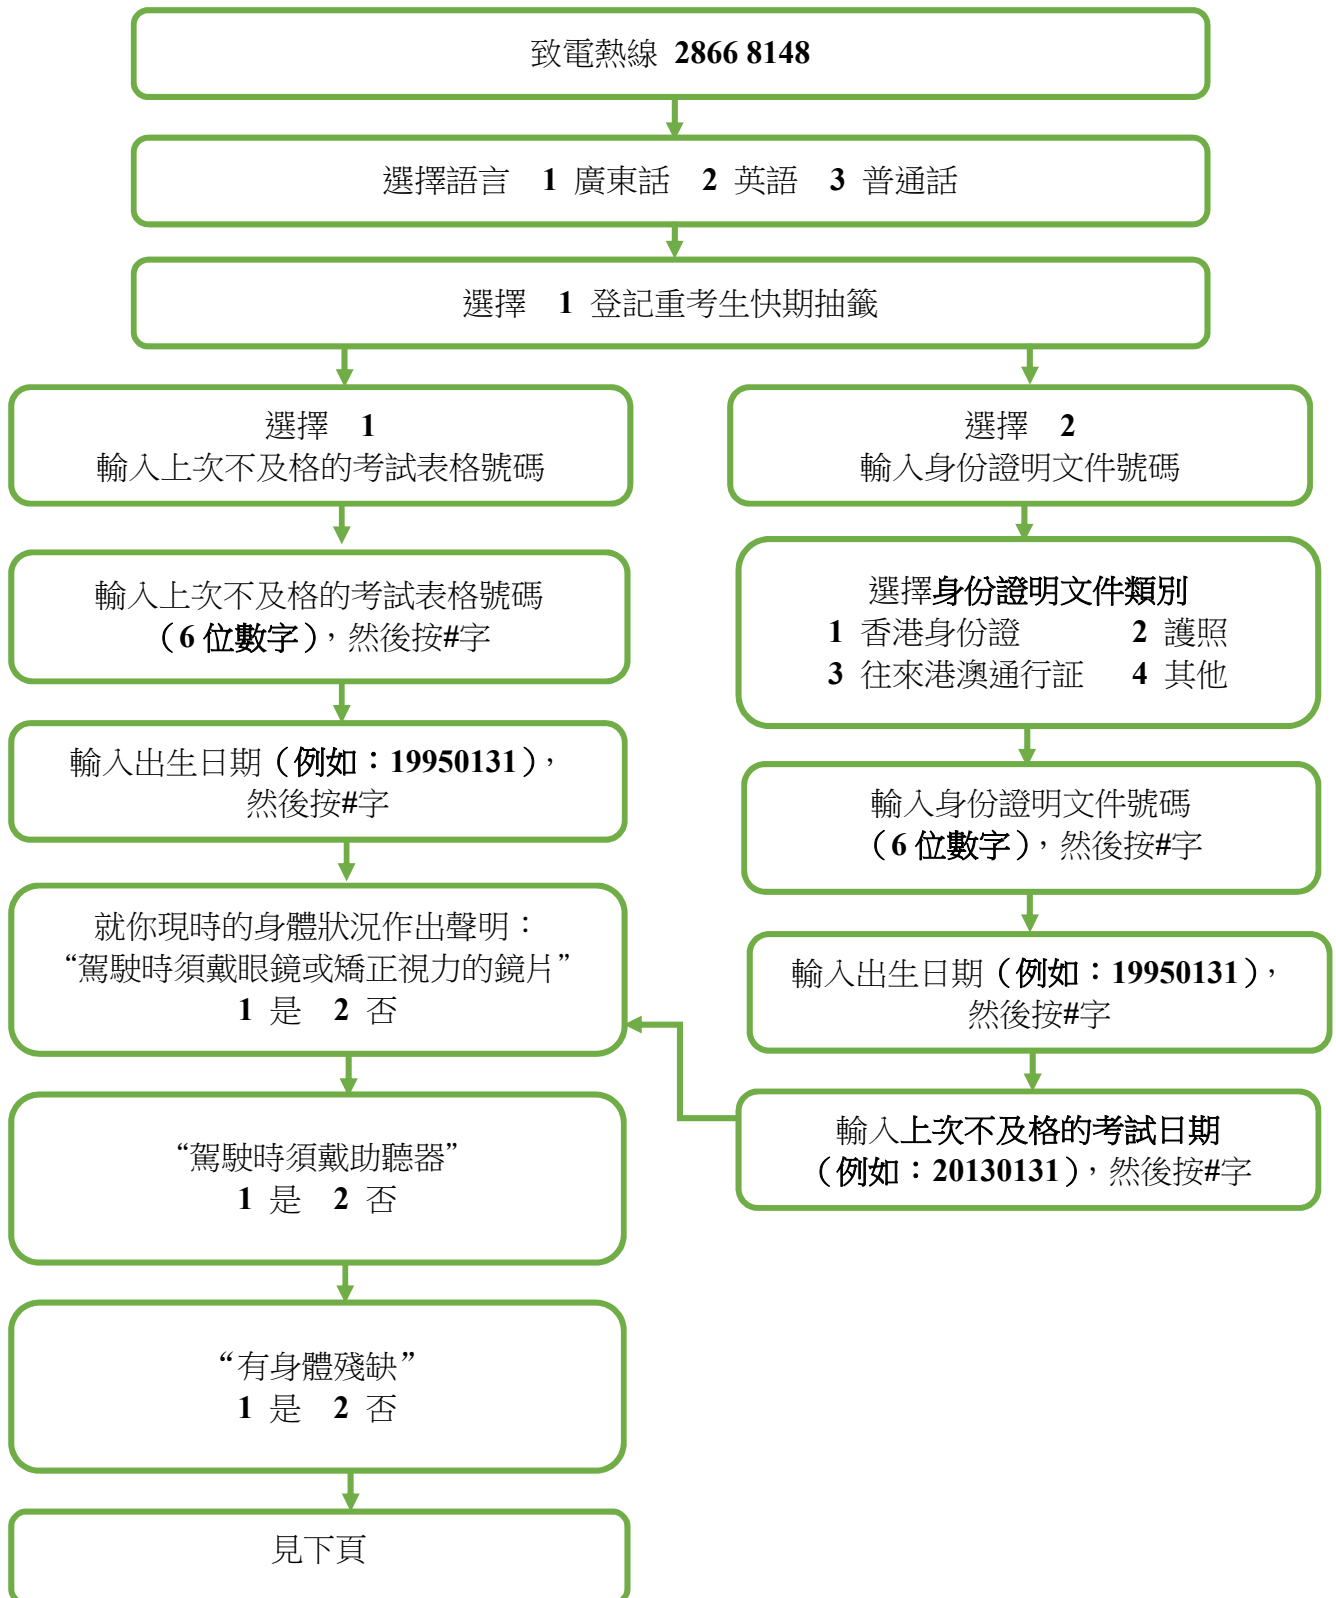 致電熱線 2866 8148
選擇語言 1 廣東話 2 英語 3 普通話
選擇 1 登記重考生快期抽籤
選擇 1
輸入上次不及格的考試表格號碼
輸入上次不及格的考試表格號碼
（6 位數字），然後按#字
輸入出生日期（例如：19950131），
然後按#字
就你現時的身體狀況作出聲明：
“駕駛時須戴眼鏡或矯正視力的鏡片”
1 是 2 否
“駕駛時須戴助聽器”
1 是 2 否
“有身體殘缺”
1 是 2 否
見下頁
選擇 2
輸入身份證明文件號碼
選擇身份證明文件類別
1 香港身份證 2 護照
3 往來港澳通行証 4 其他
輸入身份證明文件號碼
（6 位數字），然後按#字
輸入出生日期（例如：19950131），
然後按#字
輸入上次不及格的考試日期
（例如：20130131），然後按#字